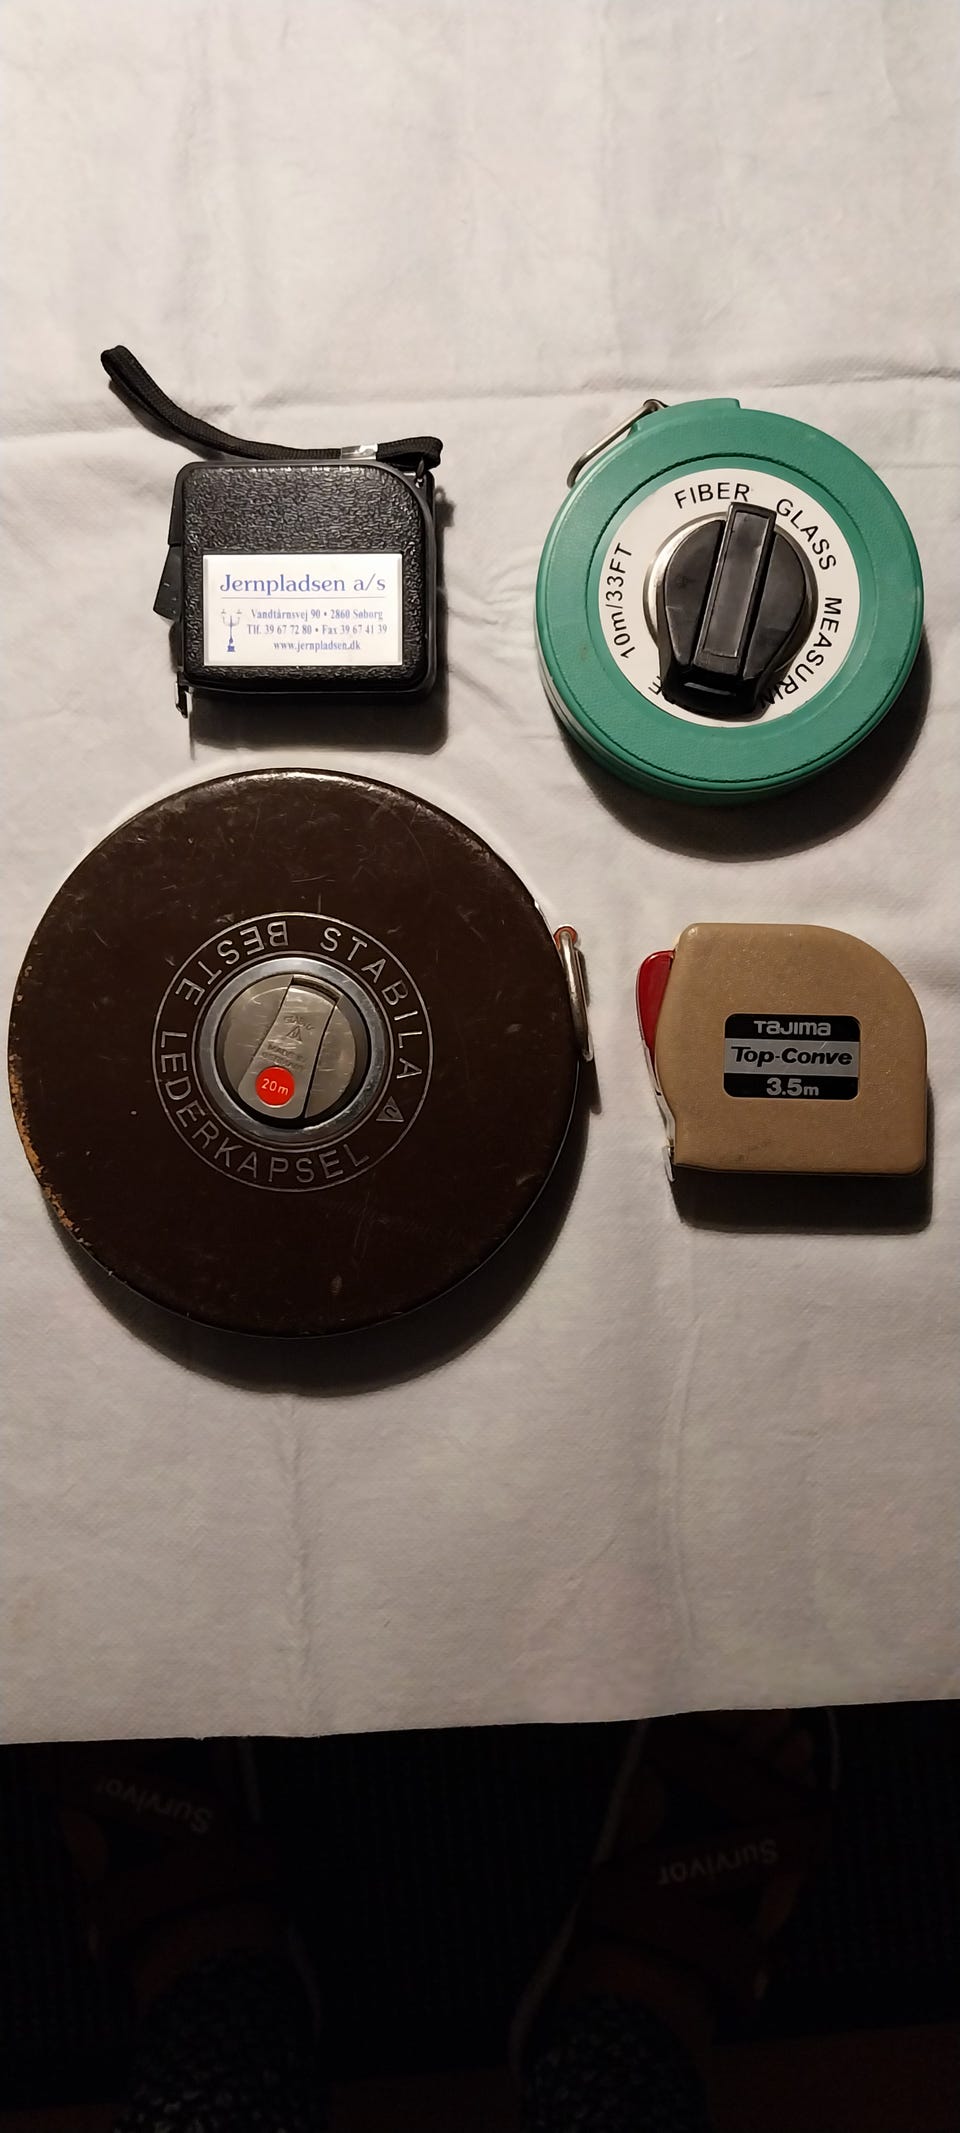 Jernpladsen a/s
Vandtårnsvej 90 • 2860 Søborg
Tlf. 39 67 72 80 • Fax 39 67 41 39
www.jernpladsen.dk
10m/33FT FIBER GLASS MEASURIN
E
STABILA
BESTE LEDERKAPSEL
20m
TaJIma
Top-Conve
3.5m
Survivor
Survivor